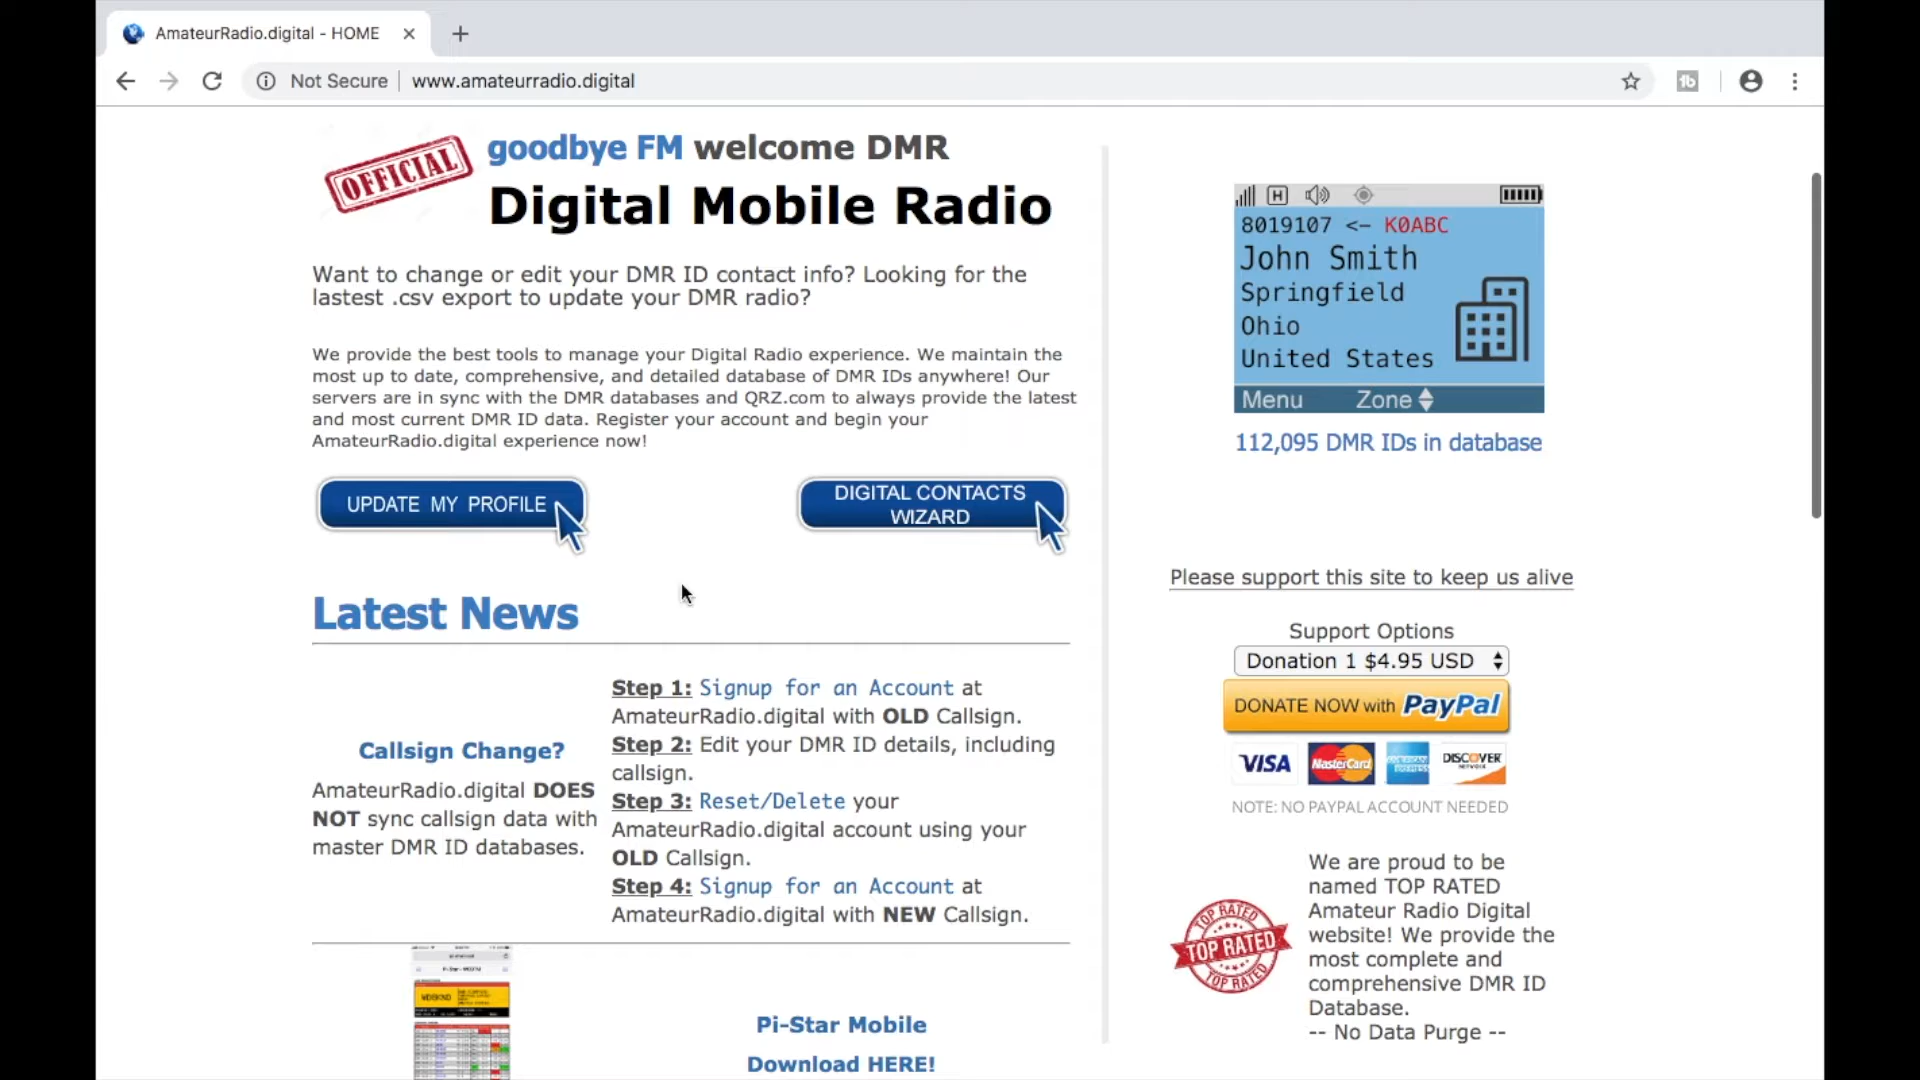 AmateurRadio.digital - HOME
Not Secure
www.amateurradio.digital
OFFICIAL
goodbye FM welcome DMR
Digital Mobile Radio
Want to change or edit your DMR ID contact info? Looking for the
lastest .csv export to update your DMR radio?
We provide the best tools to manage your Digital Radio experience. We maintain the
most up to date, comprehensive, and detailed database of DMR IDs anywhere! Our
servers are in sync with the DMR databases and QRZ.com to always provide the latest
and most current DMR ID data. Register your account and begin your
AmateurRadio.digital experience now!
UPDATE MY PROFILE
DIGITAL CONTACTS
WIZARD
Latest News
Callsign Change?
AmateurRadio.digital DOES
NOT sync callsign data with
master DMR ID databases.
Step 1: Signup for an Account at
AmateurRadio.digital with OLD Callsign.
Step 2: Edit your DMR ID details, including
callsign.
Step 3: Reset/Delete your
AmateurRadio.digital account using your
OLD Callsign.
Step 4: Signup for an Account at
AmateurRadio.digital with NEW Callsign.
Pi-Star Mobile
Download HERE!
H
8019107 <- K0ABC
John Smith
Springfield
Ohio
United States
Menu
Zone
112,095 DMR IDs in database
Please support this site to keep us alive
Support Options
Donation 1 $4.95 USD
DONATE NOW with PayPal
VISA
MasterCard
AMERICAN EXPRESS
DISCOVER
NETWORK
NOTE: NO PAYPAL ACCOUNT NEEDED
TOP RATED
TOP RATED
TOP RATED
We are proud to be
named TOP RATED
Amateur Radio Digital
website! We provide the
most complete and
comprehensive DMR ID
Database.
-- No Data Purge --